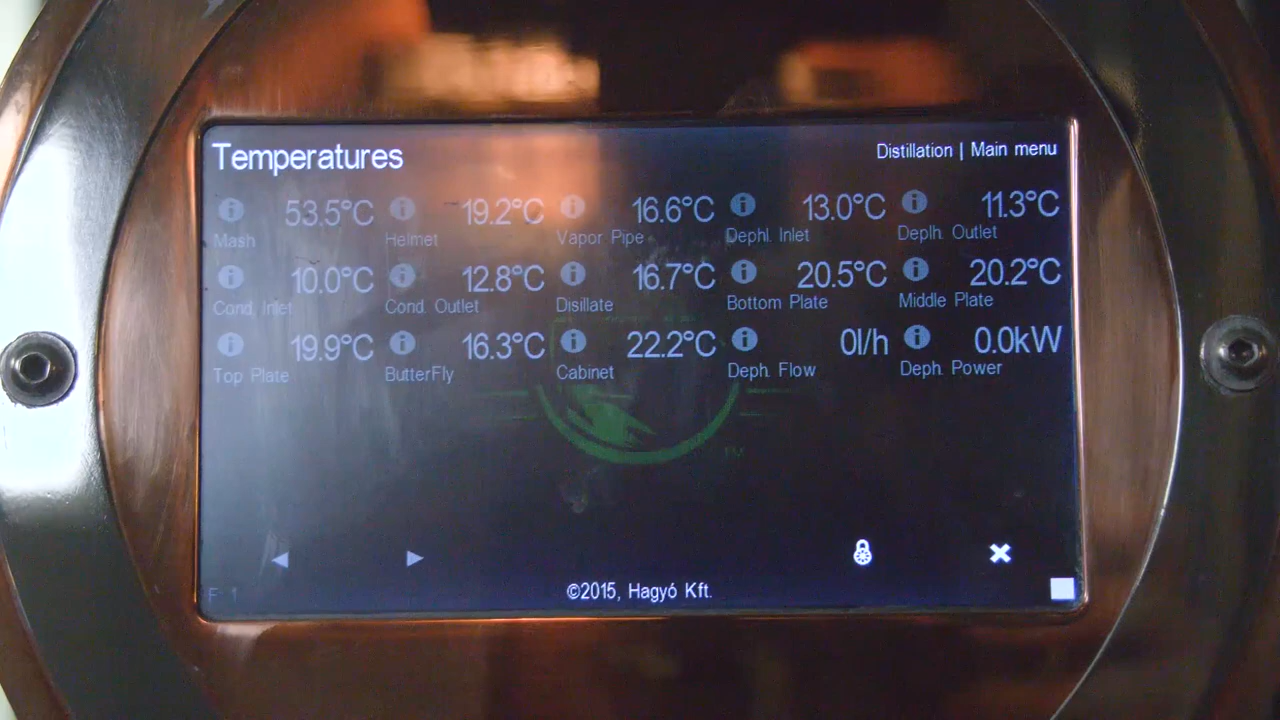 Temperatures
Distillation | Main menu
53.5°C 19.2°C 16.6°C 13.0°C 11.3°C
Mash Helmet Vapor Pipe Dephl. Inlet Deplh. Outlet
10.0°C 12.8°C 16.7°C 20.5°C 20.2°C
Cond. Inlet Cond. Outlet Disillate Bottom Plate Middle Plate
19.9°C 16.3°C 22.2°C 0l/h 0.0kW
Top Plate ButterFly Cabinet Deph. Flow Deph. Power
TM
©2015, Hagyó Kft.